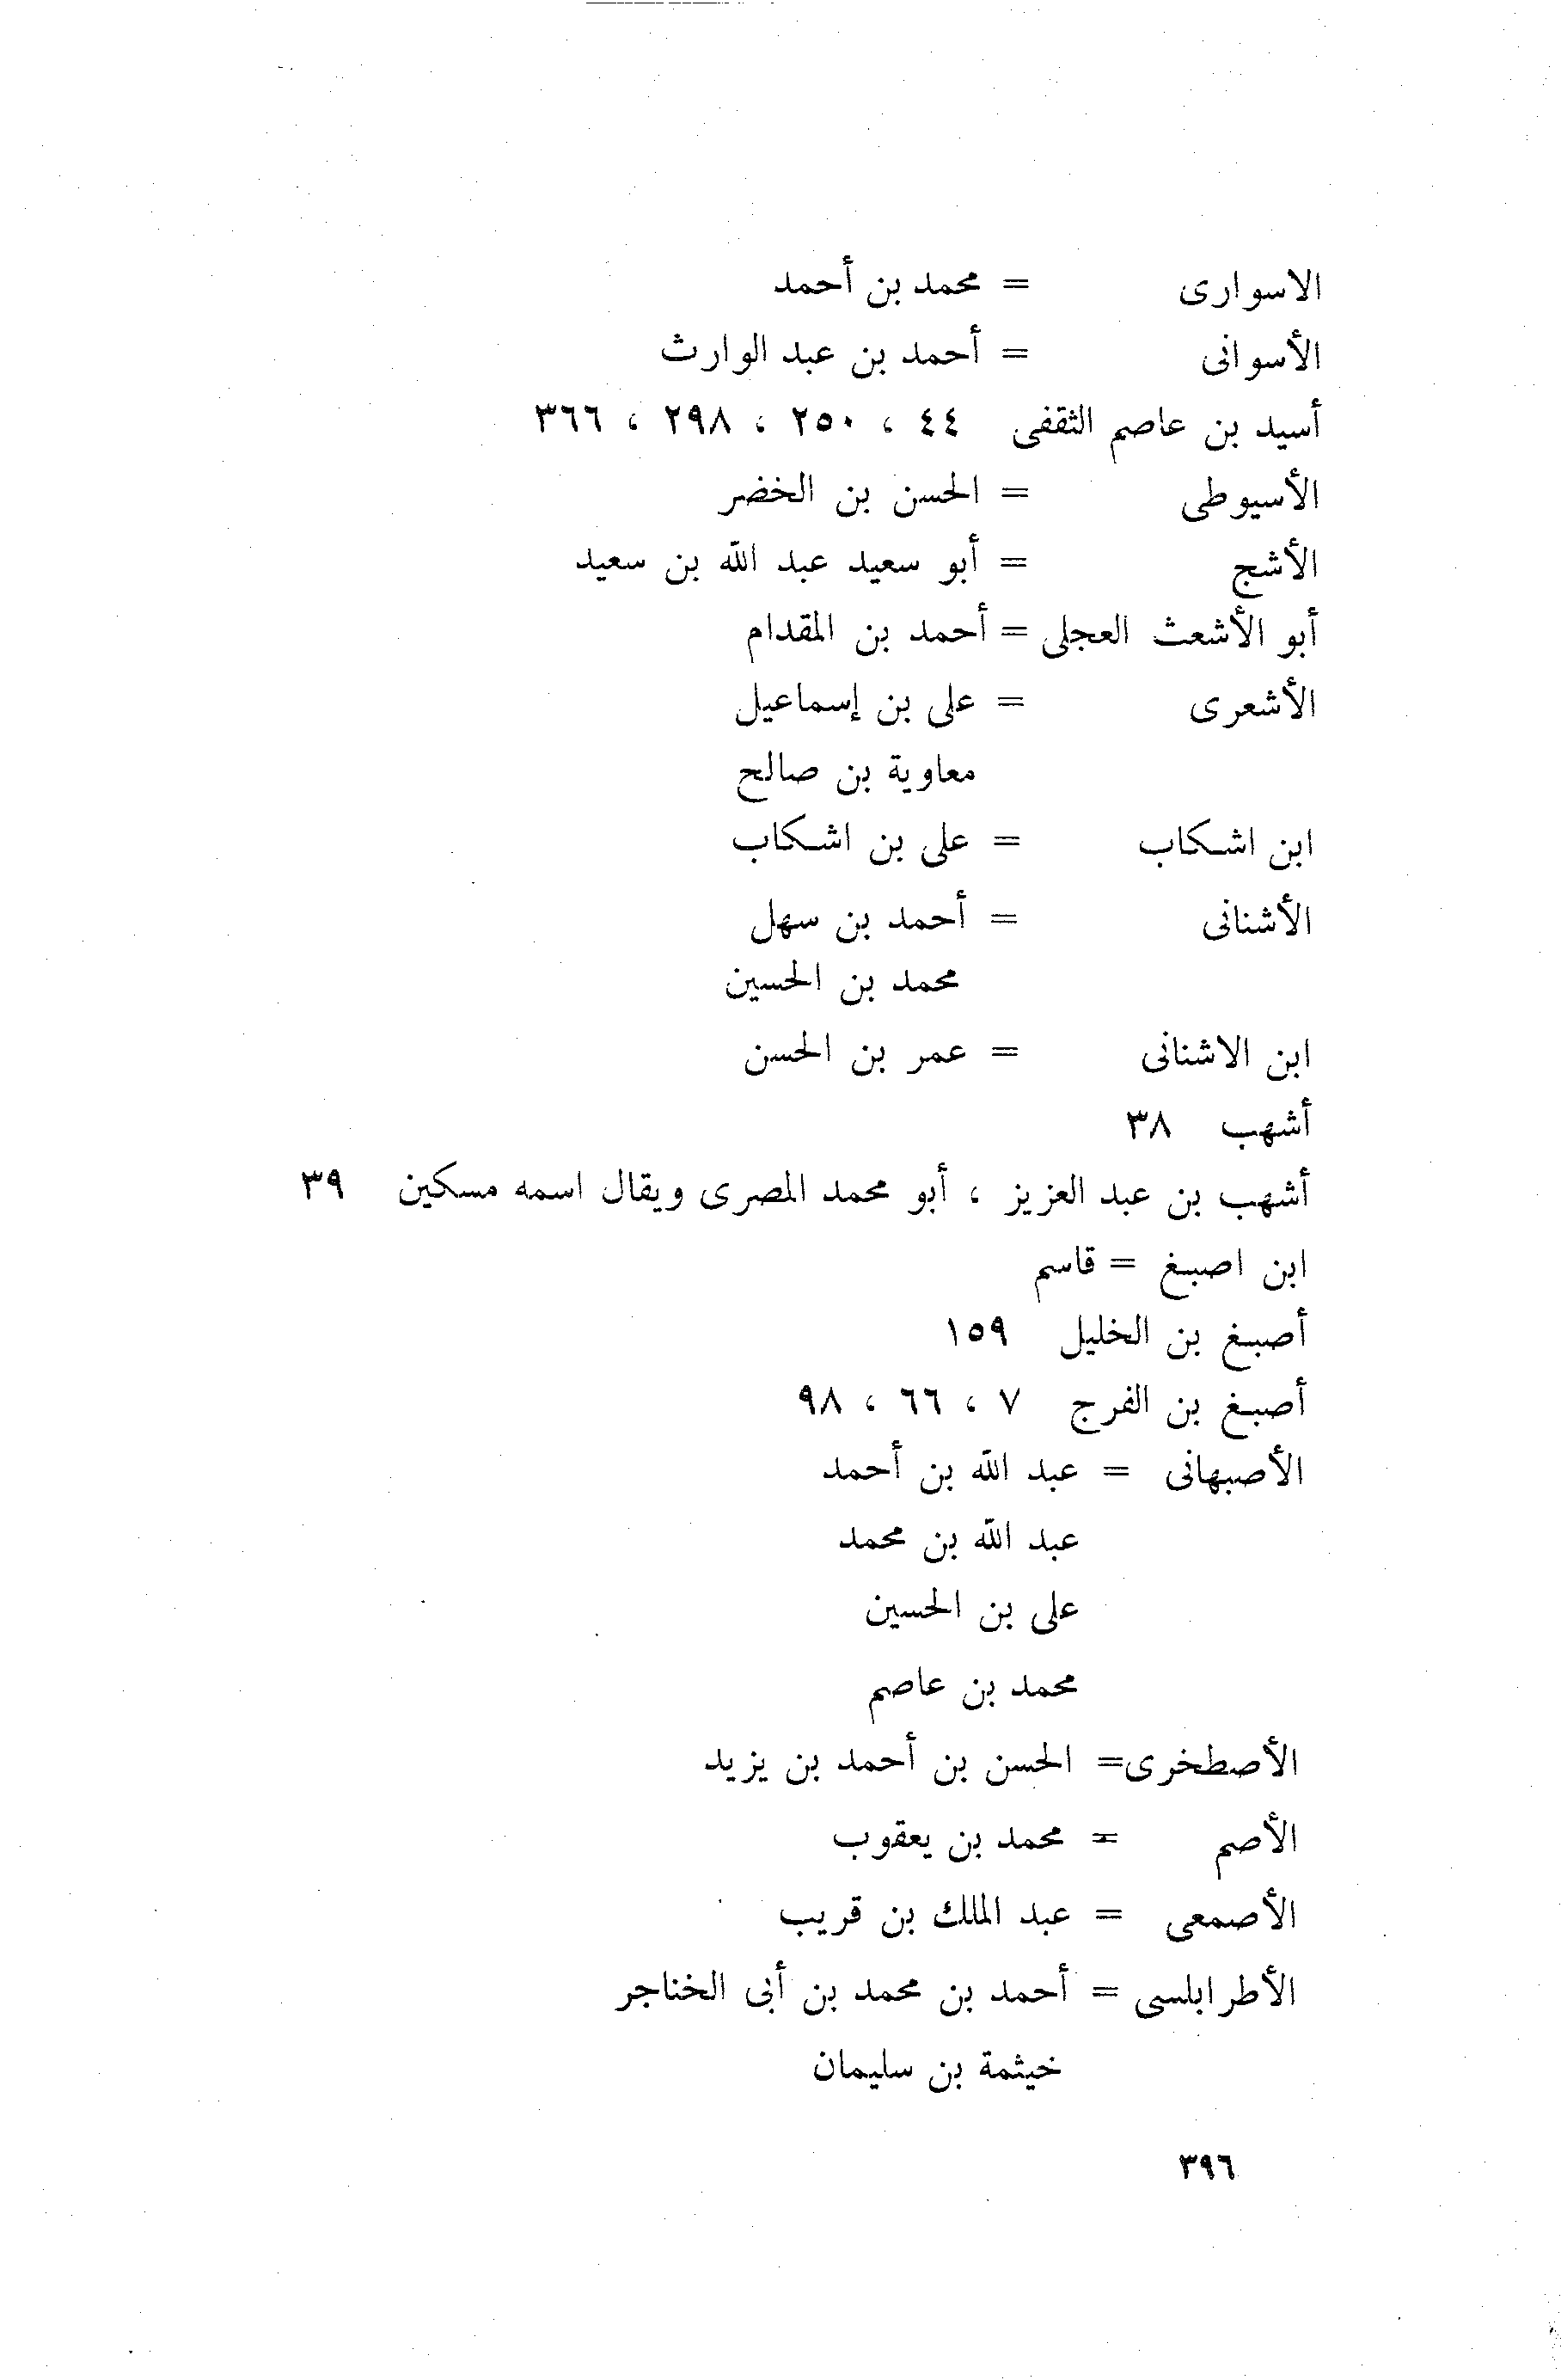 الاسوارى = محمد بن أحمد
الأسوانى = أحمد بن عبد الوارث
أسيد بن عاصم الثقفى ٤٤ ، ٢٥٠ ، ٢٩٨ ، ٣٦٦
الأسيوطى = الحسن بن الخضر
الأشج = أبو سعيد عبد الله بن سعيد
أبو الأشعث العجلى = أحمد بن المقدام
الأشعرى = على بن إسماعيل
معاوية بن صالح
ابن اشكاب = على بن اشكاب
الأشنانى = أحمد بن سهل
محمد بن الحسين
ابن الاشنانى = عمر بن الحسن
أشهب ٣٨
أشهب بن عبد العزيز ، أبو محمد المصرى ويقال اسمه مسكين ٣٩
ابن اصبغ = قاسم
أصبغ بن الخليل ١٥٩
أصبغ بن الفرج ٧ ، ٦٦ ، ٩٨
الأصبهانى = عبد الله بن أحمد
عبد الله بن محمد
على بن الحسين
محمد بن عاصم
الأصطخرى = الحسن بن أحمد بن يزيد
الأصم = محمد بن يعقوب
الأصمعى = عبد الملك بن قريب
الأطرابلسى = أحمد بن محمد بن أبى الخناجر
خيثمة بن سليمان
٣٩٦